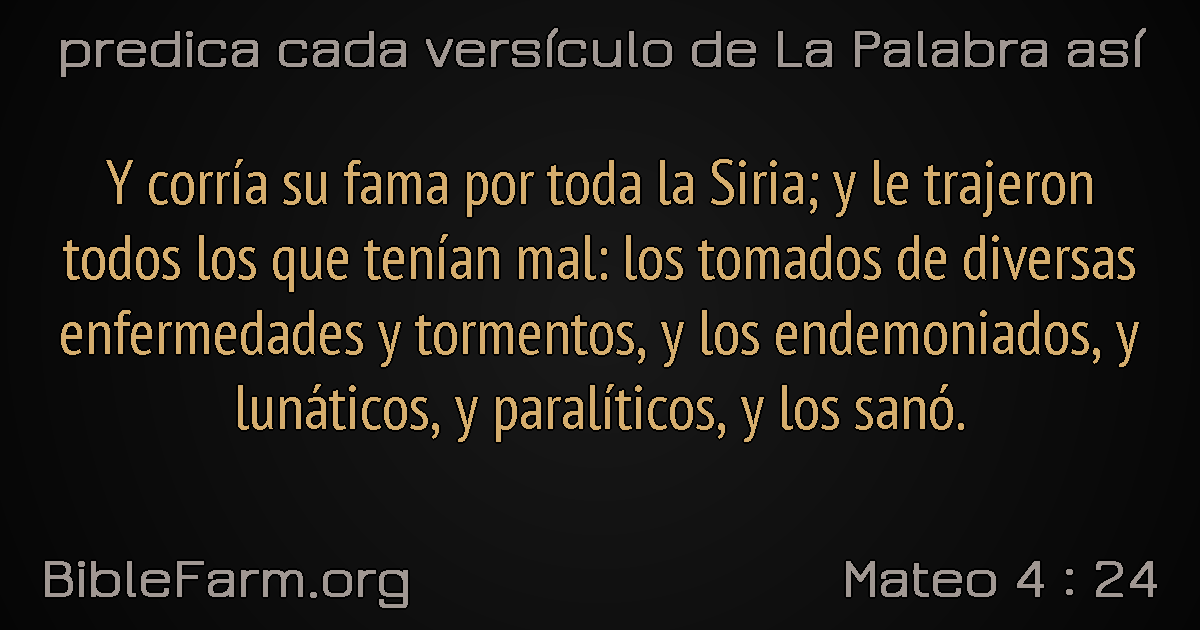 predica cada versículo de La Palabra así
Y corría su fama por toda la Siria; y le trajeron
todos los que tenían mal: los tomados de diversas
enfermedades y tormentos, y los endemoniados, y
lunáticos, y paralíticos, y los sanó.
BibleFarm.org
Mateo 4 : 24